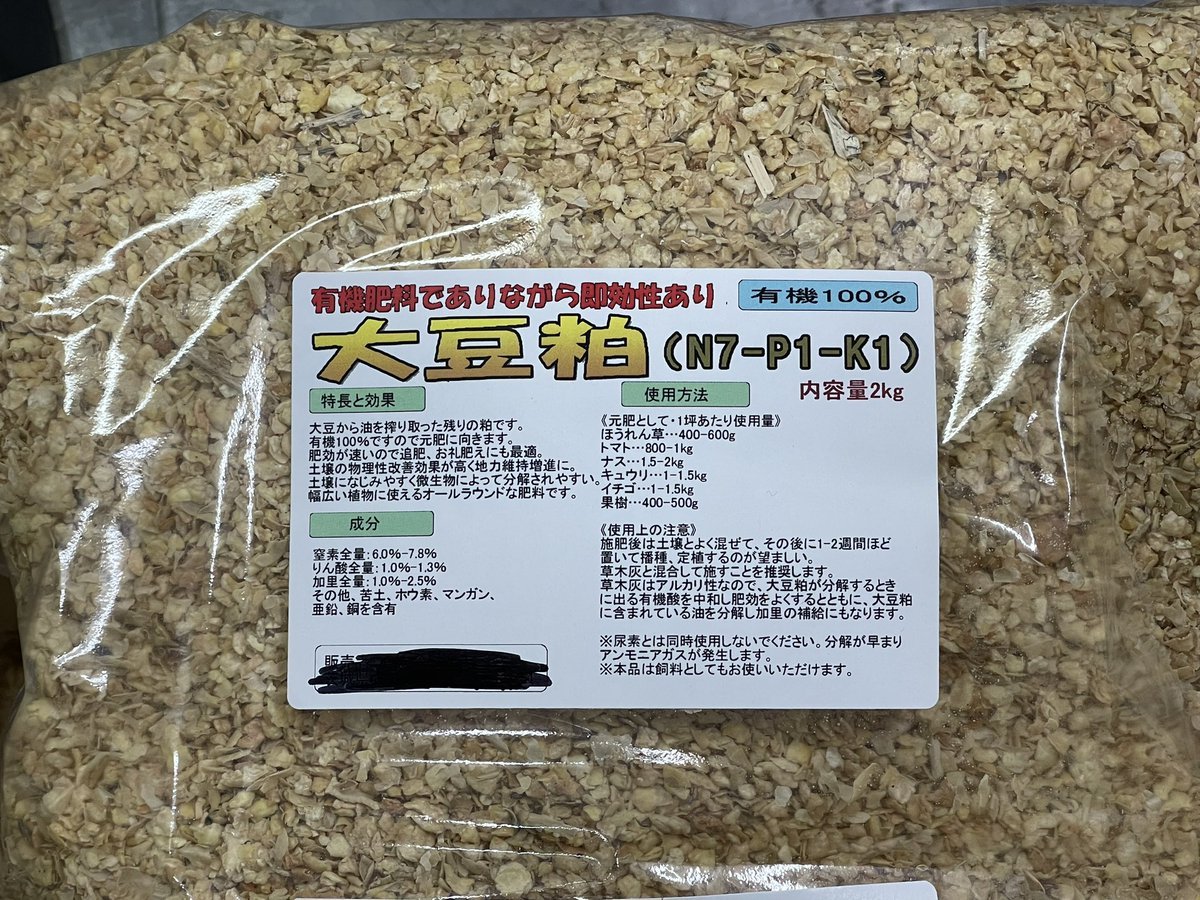 有機肥料でありながら即効性あり
有機100%
大豆粕(N7-P1-K1)
内容量2kg
特長と効果
大豆から油を搾り取った残りの粕です。
有機100%ですので元肥に向きます。
肥効が速いので追肥、お礼肥えにも最適。
土壌の物理性改善効果が高く地力維持増進に。
土壌になじみやすく微生物によって分解されやすい。
幅広い植物に使えるオールラウンドな肥料です。
成分
窒素全量:6.0%-7.8%
りん酸全量:1.0%-1.3%
加里全量:1.0%-2.5%
その他、苦土、ホウ素、マンガン、
亜鉛、銅を含有
販売
使用方法
《元肥として・1坪あたり使用量》
ほうれん草…400-600g
トマト…800-1kg
ナス…1.5-2kg
キュウリ…1-1.5kg
イチゴ…1-1.5kg
果樹…400-500g
《使用上の注意》
施肥後は土壌とよく混ぜて、その後に1-2週間ほど
置いて播種、定植するのが望ましい。
草木灰と混合して施すことを推奨します。
草木灰はアルカリ性なので、大豆粕が分解するとき
に出る有機酸を中和し肥効をよくするとともに、大豆粕
に含まれている油を分解し加里の補給にもなります。
※尿素とは同時使用しないでください。分解が早まり
アンモニアガスが発生します。
※本品は飼料としてもお使いいただけます。